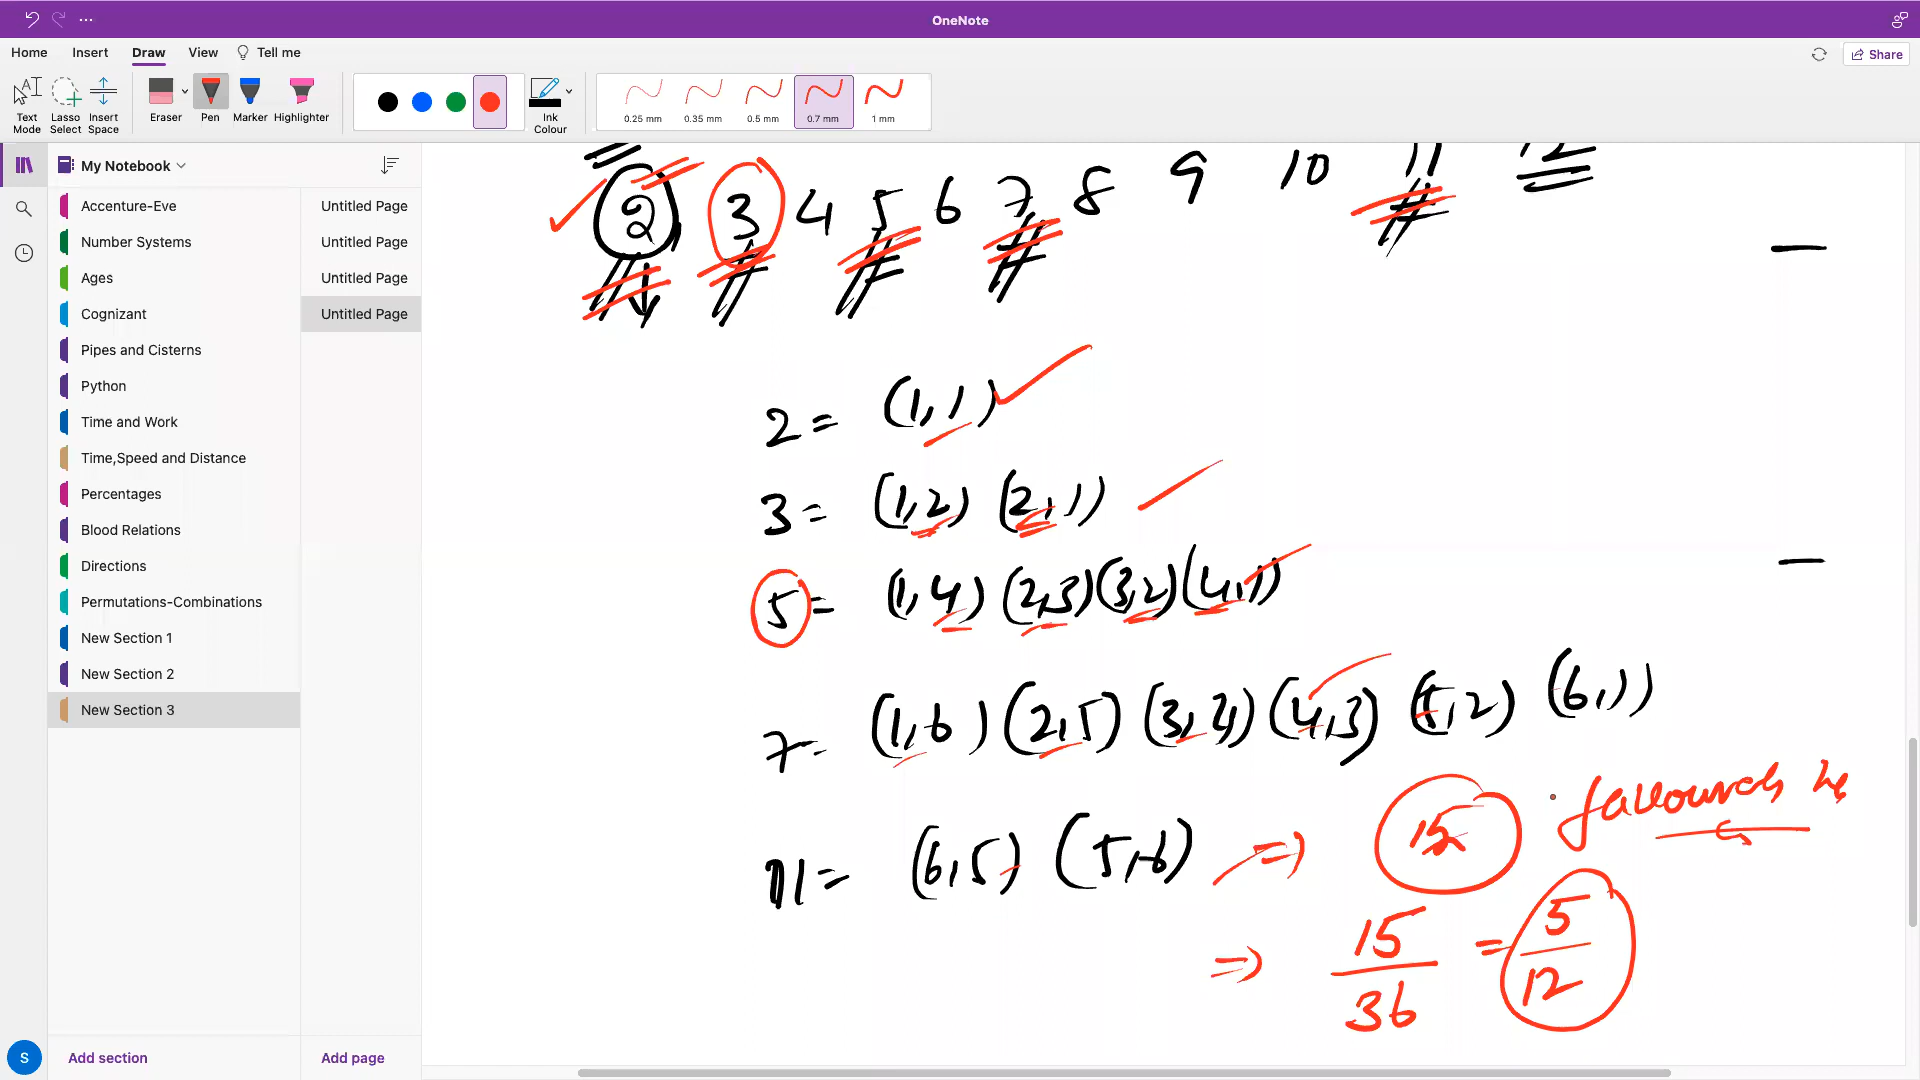 OneNote
Home Insert Draw View Tell me
Share
Text Mode
Lasso Select
Insert Space
Eraser
Pen
Marker
Highlighter
Ink Colour
0.25 mm
0.35 mm
0.5 mm
0.7 mm
1 mm
My Notebook
Accenture-Eve
Number Systems
Ages
Cognizant
Pipes and Cisterns
Python
Time and Work
Time,Speed and Distance
Percentages
Blood Relations
Directions
Permutations-Combinations
New Section 1
New Section 2
New Section 3
Untitled Page
Untitled Page
Untitled Page
Untitled Page
S
Add section
Add page
2 3 4 5 6 7 8 9 10 11 12
2 = (1,1)
3 = (1,2) (2,1)
5 = (1,4) (2,3) (3,2) (4,1)
7 = (1,6) (2,5) (3,4) (4,3) (5,2) (6,1)
11 = (6,5) (5,6) ⇒ 15
⇒ 15/36 = 5/12